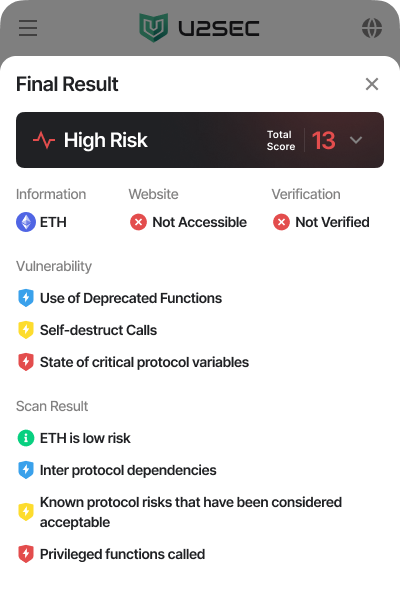 U2SEC
Final Result
High Risk
Total
Score
13
Information
Website
Verification
ETH
Not Accessible
Not Verified
Vulnerability
Use of Deprecated Functions
Self-destruct Calls
State of critical protocol variables
Scan Result
ETH is low risk
Inter protocol dependencies
Known protocol risks that have been considered
acceptable
Privileged functions called